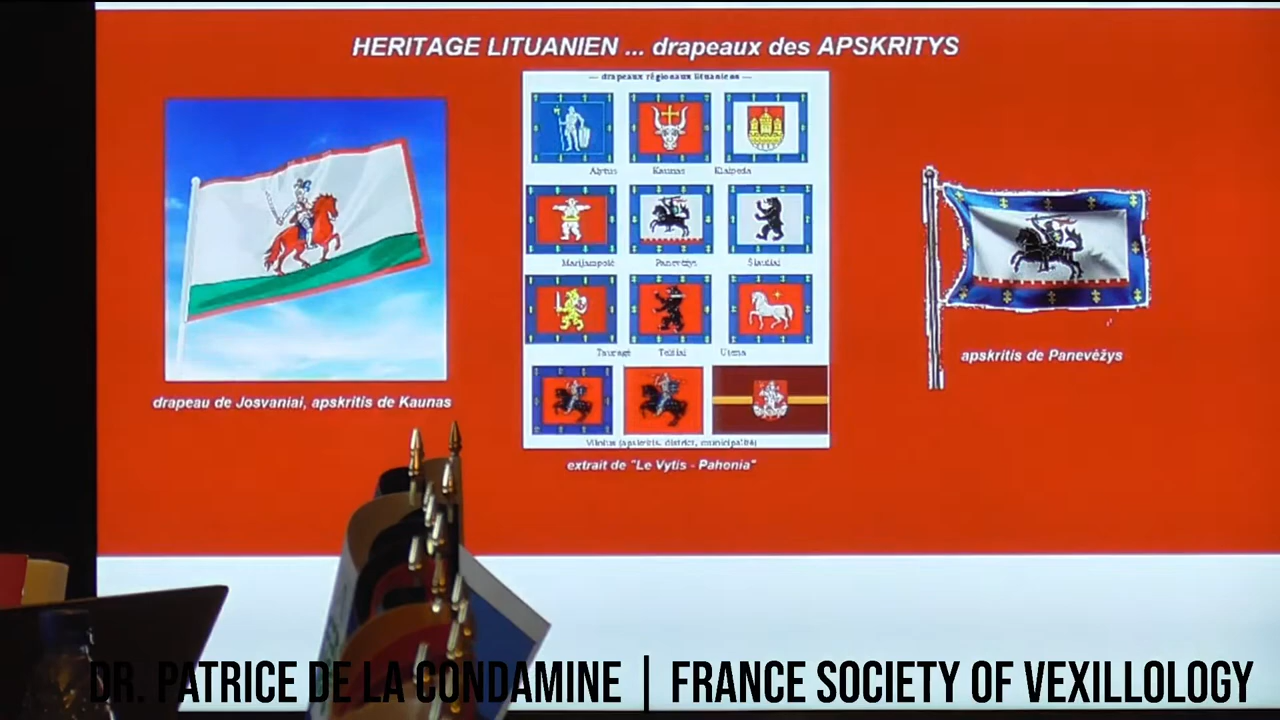 HERITAGE LITUANIEN ... drapeaux des APSKRITYS
— drapeaux régionaux lituaniens —
Alytus Kaunas Klaipeda
Marijampolė Panevėžys Šiauliai
Tauragė Telšiai Utena
Vilnius (apskritis, district, municipalité)
extrait de "Le Vytis - Pahonia"
drapeau de Josvaniai, apskritis de Kaunas
apskritis de Panevėžys
DR. PATRICE DE LA CONDAMINE | FRANCE SOCIETY OF VEXILLOLOGY